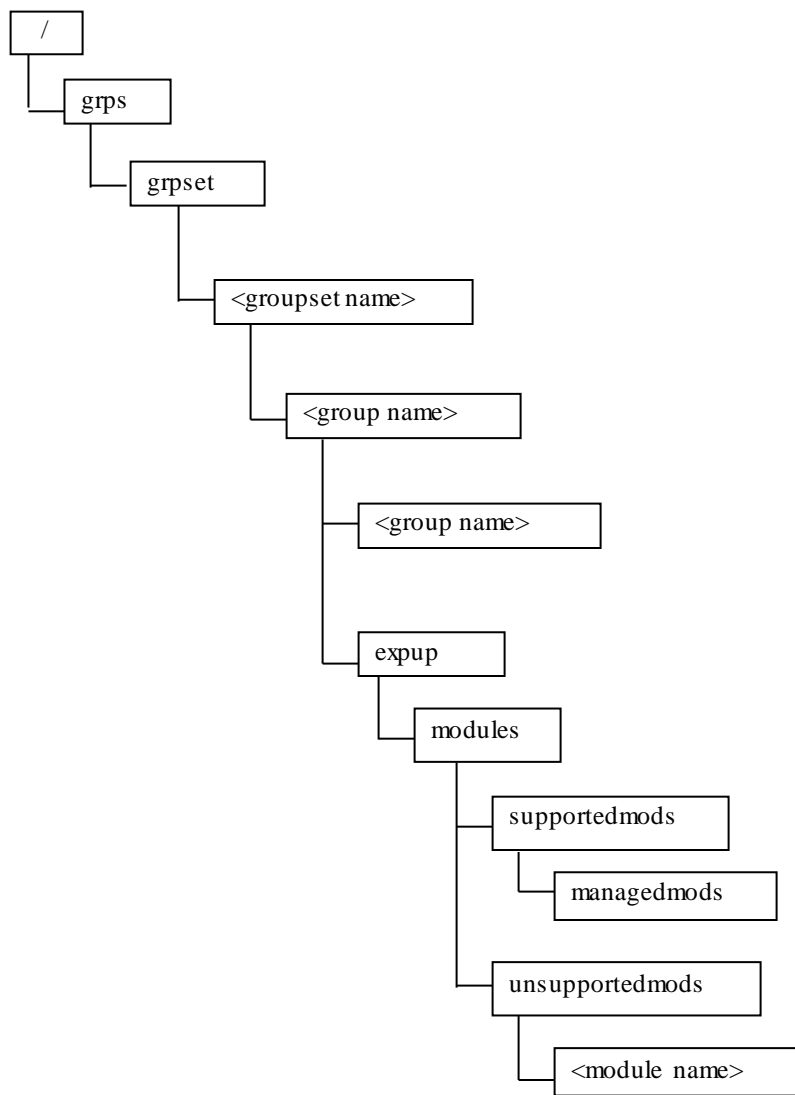 /
grps
grpset
<groupset name>
<group name>
<group name>
expup
modules
supportedmods
managedmods
unsupportedmods
<module name>